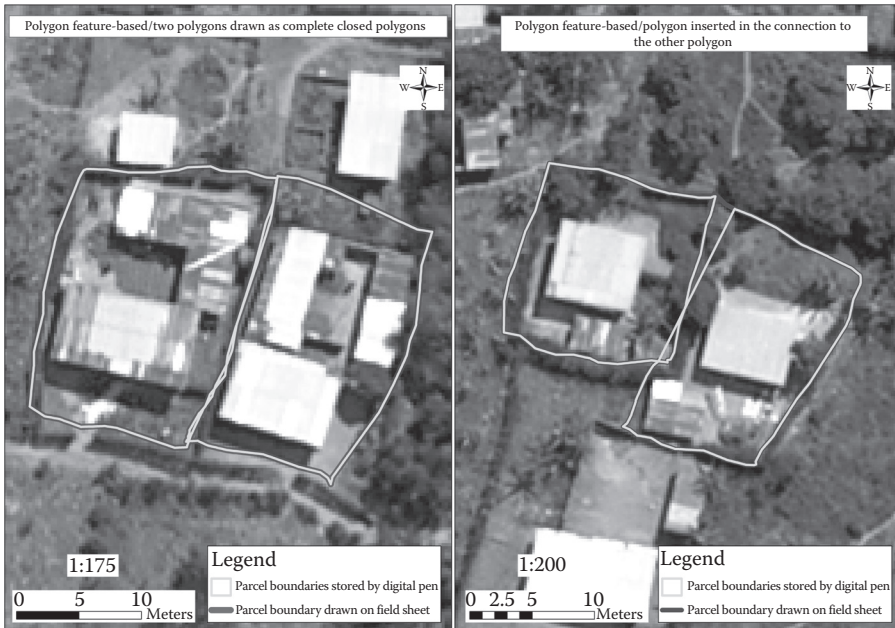 Polygon feature-based/two polygons drawn as complete closed polygons
N
W E
S
1:175
0 5 10
Meters
Legend
Parcel boundaries stored by digital pen
Parcel boundary drawn on field sheet
Polygon feature-based/polygon inserted in the connection to
the other polygon
N
W E
S
1:200
0 2.5 5 10
Meters
Legend
Parcel boundaries stored by digital pen
Parcel boundary drawn on field sheet